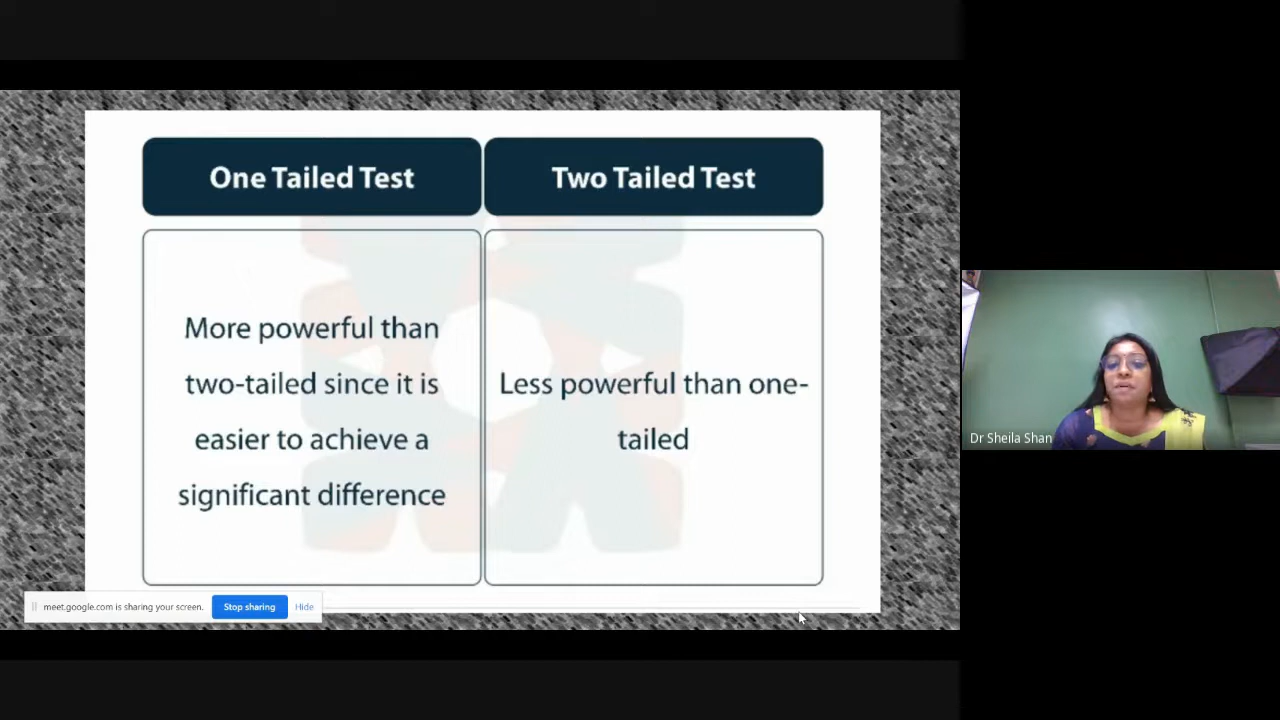 One Tailed Test
Two Tailed Test
More powerful than
two-tailed since it is
easier to achieve a
significant difference
Less powerful than one-
tailed
Dr Sheila Shan
meet.google.com is sharing your screen.
Stop sharing
Hide